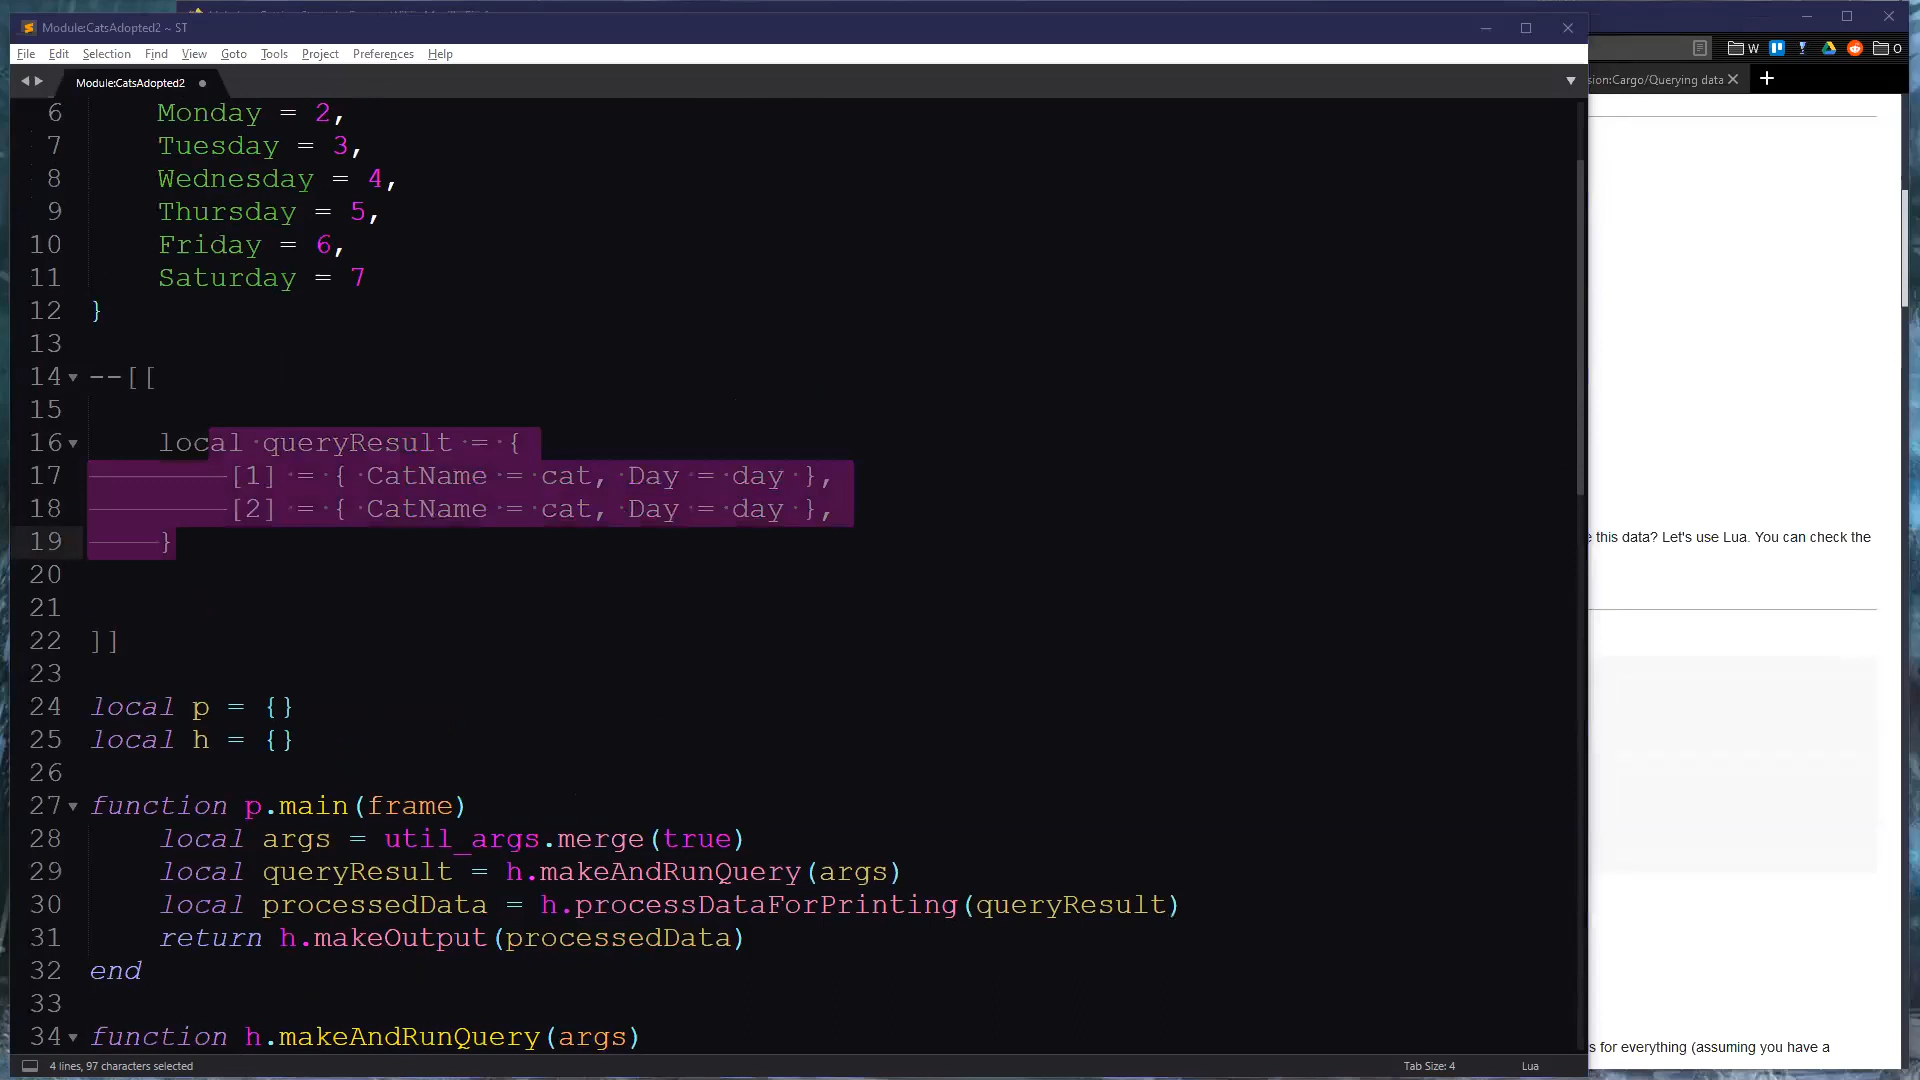 Module:CatsAdopted2 ~ ST
File Edit Selection Find View Goto Tools Project Preferences Help
W O
Module:CatsAdopted2
sion:Cargo/Querying data
6 Monday = 2,
7 Tuesday = 3,
8 Wednesday = 4,
9 Thursday = 5,
10 Friday = 6,
11 Saturday = 7
12 }
13
14 --[[
15
16 local queryResult = {
17 [1] = { CatName = cat, Day = day },
18 [2] = { CatName = cat, Day = day },
19 }
20
21
22 ]]
23
24 local p = {}
25 local h = {}
26
27 function p.main(frame)
28 local args = util_args.merge(true)
29 local queryResult = h.makeAndRunQuery(args)
30 local processedData = h.processDataForPrinting(queryResult)
31 return h.makeOutput(processedData)
32 end
33
34 function h.makeAndRunQuery(args)
e this data? Let's use Lua. You can check the
s for everything (assuming you have a
4 lines, 97 characters selected
Tab Size: 4
Lua